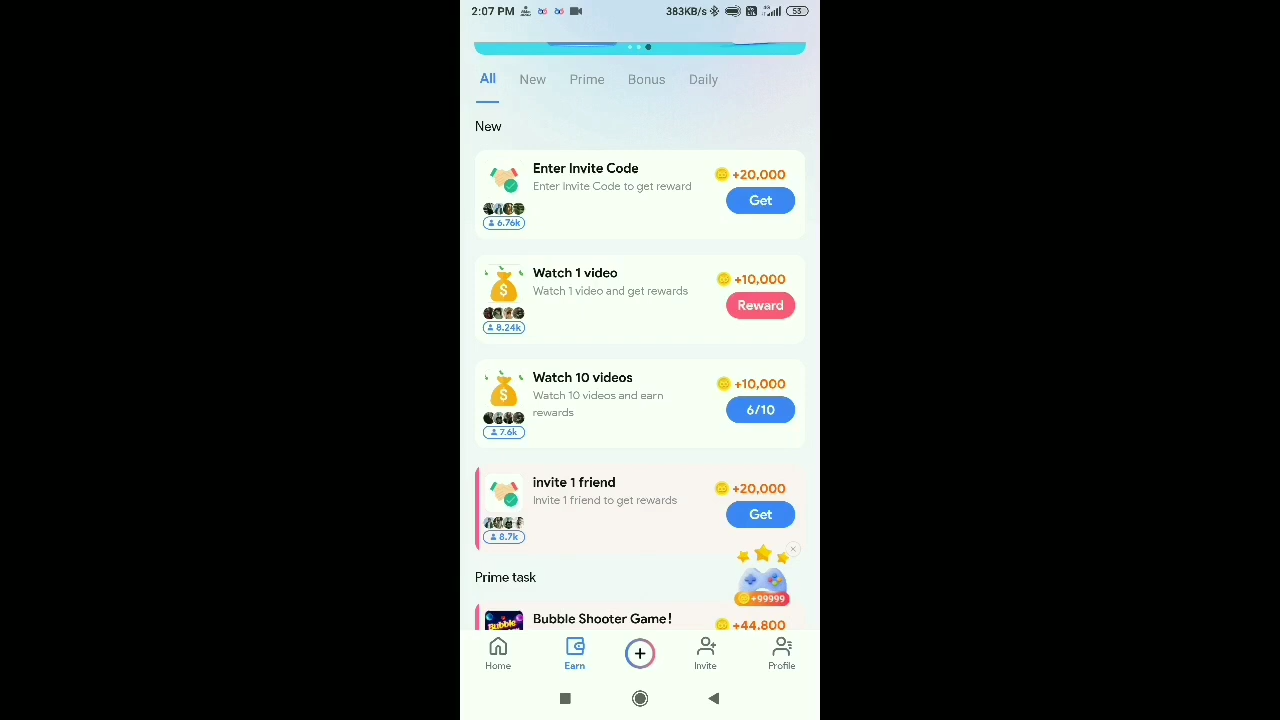 2:07 PM 383KB/s 53
All New Prime Bonus Daily
New
Enter Invite Code
Enter Invite Code to get reward
+20,000
Get
6.76k
Watch 1 video
Watch 1 video and get rewards
+10,000
Reward
8.24k
Watch 10 videos
Watch 10 videos and earn
rewards
+10,000
6/10
7.6k
invite 1 friend
Invite 1 friend to get rewards
+20,000
Get
8.7k
+99999
Prime task
Bubble Shooter Game!
Bubble
+44,800
Home Earn Invite Profile